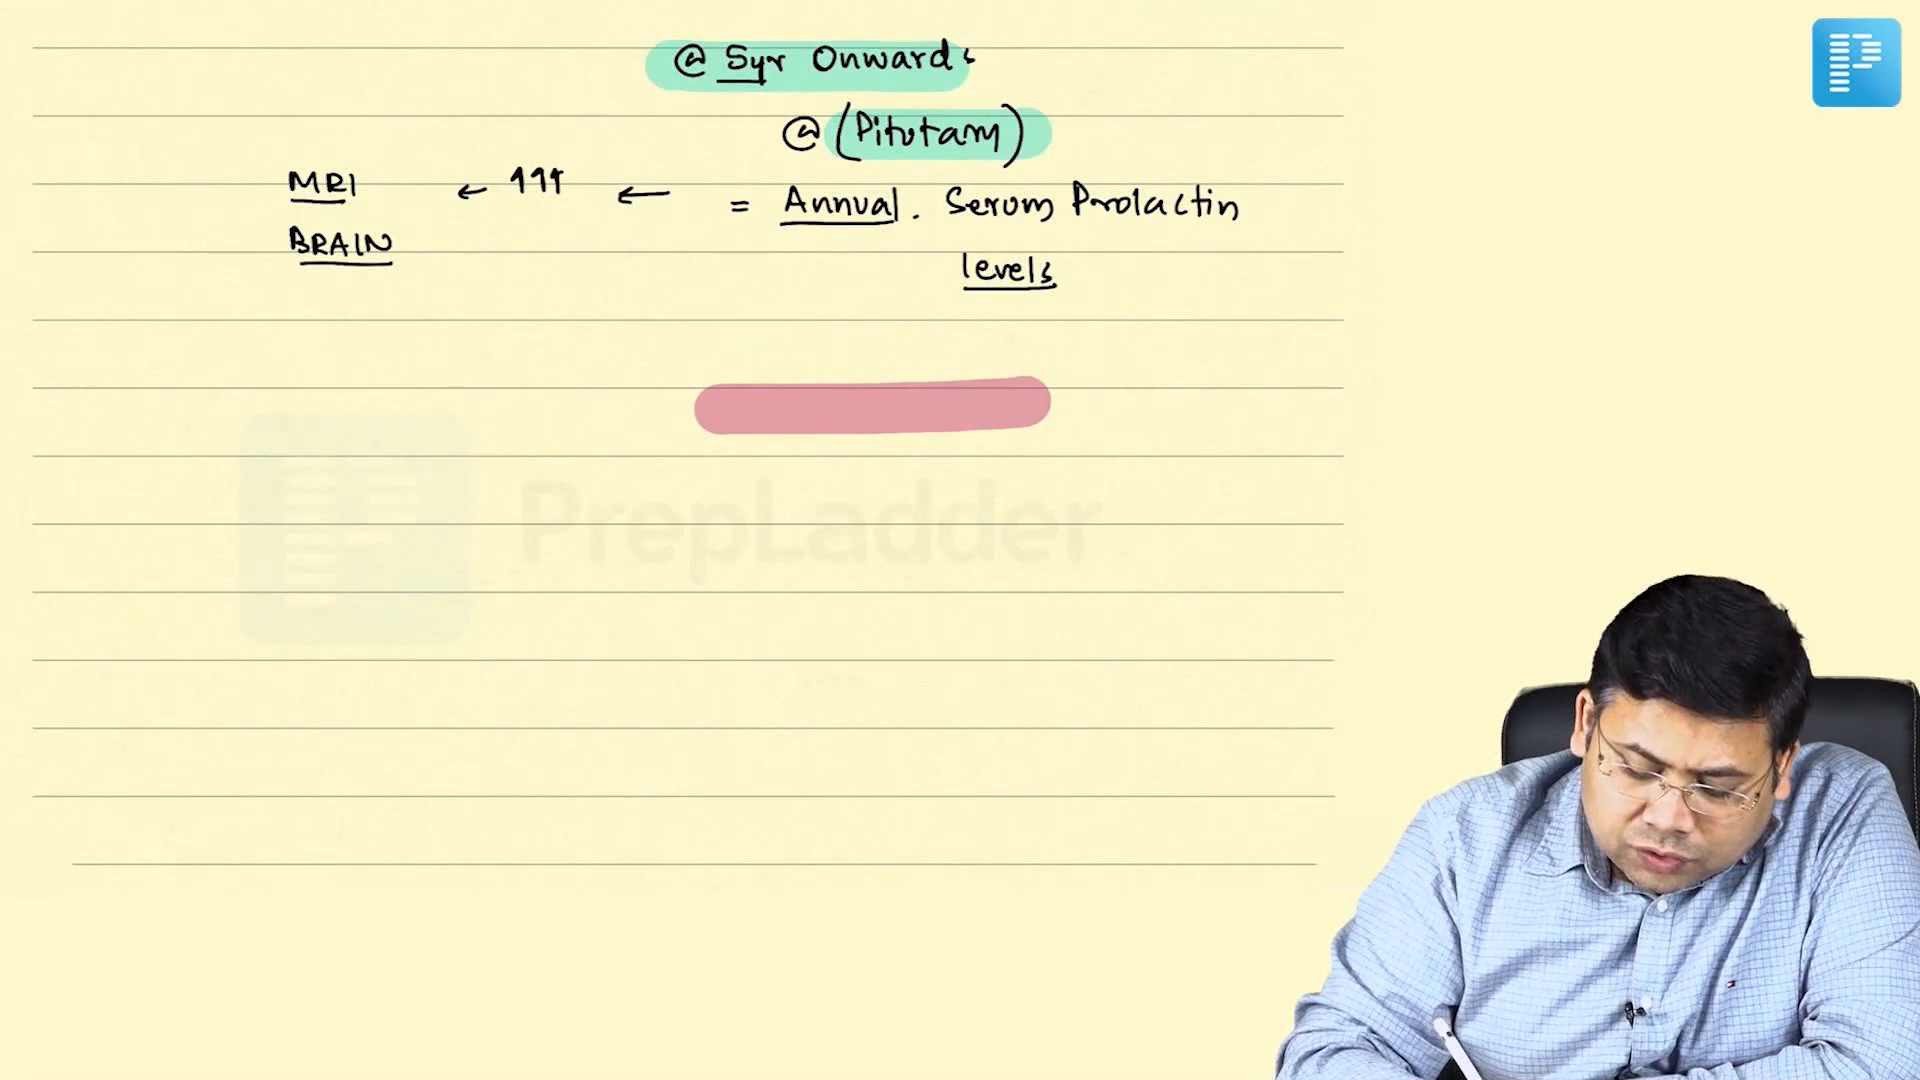 @ 5yr Onwards
@ (Pitutary)
MRI ← ↑↑↑ ← = Annual. Serum Prolactin
BRAIN levels
PrepLadder